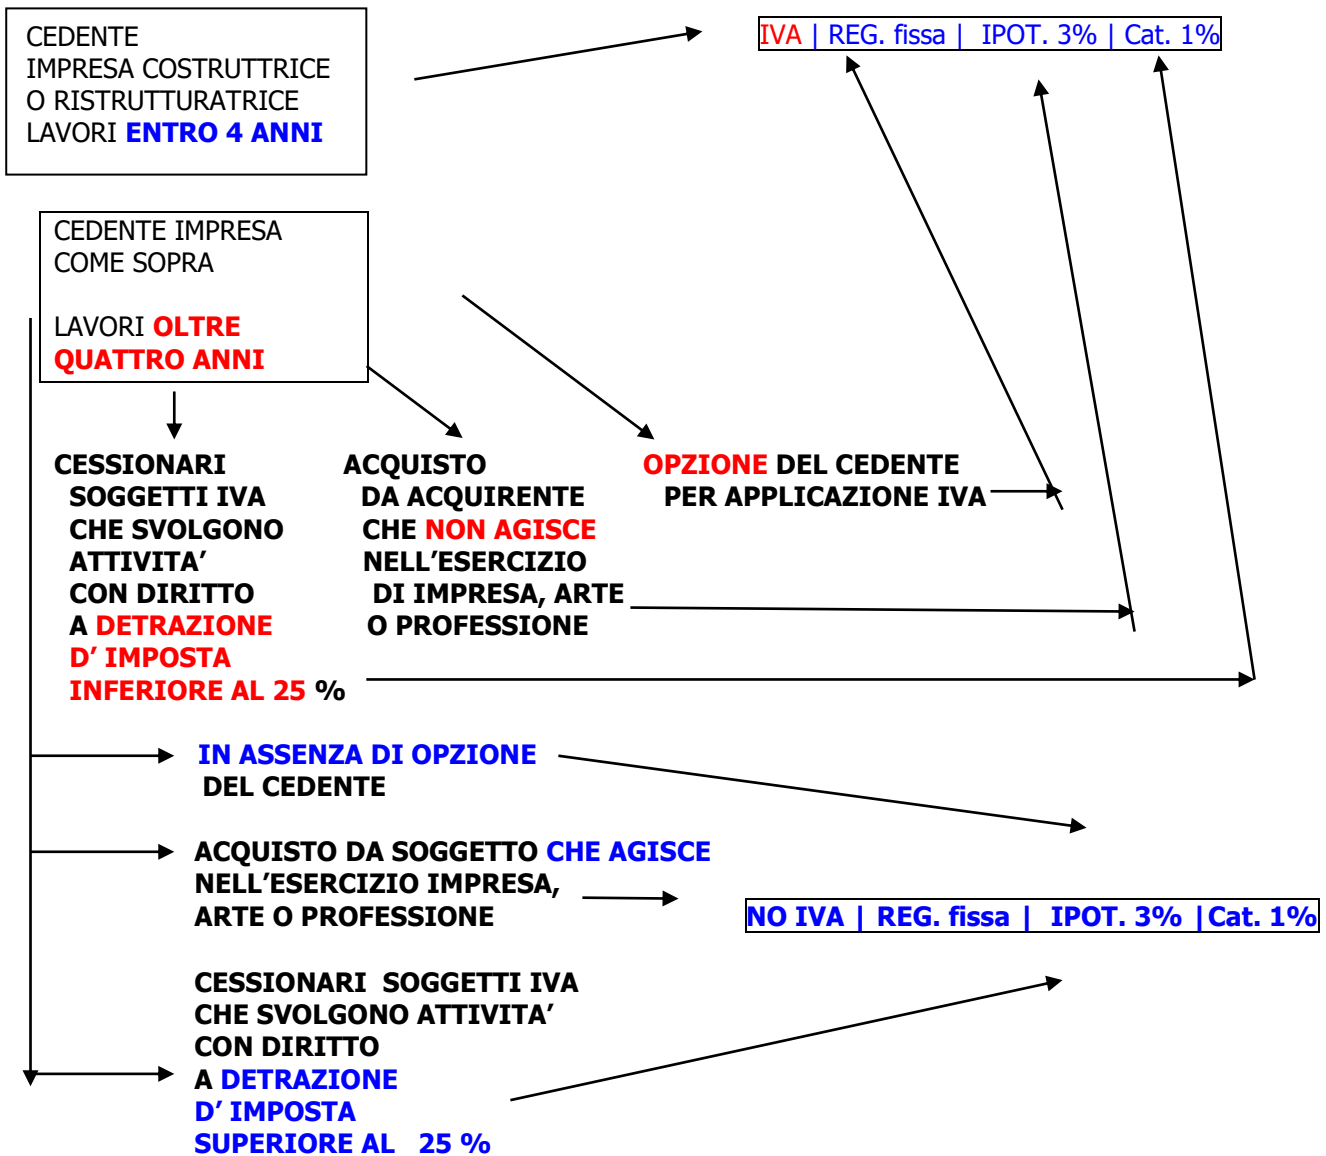 CEDENTE
IMPRESA COSTRUTTRICE
O RISTRUTTURATRICE
LAVORI ENTRO 4 ANNI
IVA | REG. fissa | IPOT. 3% | Cat. 1%
CEDENTE IMPRESA
COME SOPRA
LAVORI OLTRE
QUATTRO ANNI
CESSIONARI
SOGGETTI IVA
CHE SVOLGONO
ATTIVITA’
CON DIRITTO
A DETRAZIONE
D’ IMPOSTA
INFERIORE AL 25 %
ACQUISTO
DA ACQUIRENTE
CHE NON AGISCE
NELL’ESERCIZIO
DI IMPRESA, ARTE
O PROFESSIONE
OPZIONE DEL CEDENTE
PER APPLICAZIONE IVA
IN ASSENZA DI OPZIONE
DEL CEDENTE
ACQUISTO DA SOGGETTO CHE AGISCE
NELL’ESERCIZIO IMPRESA,
ARTE O PROFESSIONE
NO IVA | REG. fissa | IPOT. 3% |Cat. 1%
CESSIONARI SOGGETTI IVA
CHE SVOLGONO ATTIVITA’
CON DIRITTO
A DETRAZIONE
D’ IMPOSTA
SUPERIORE AL 25 %